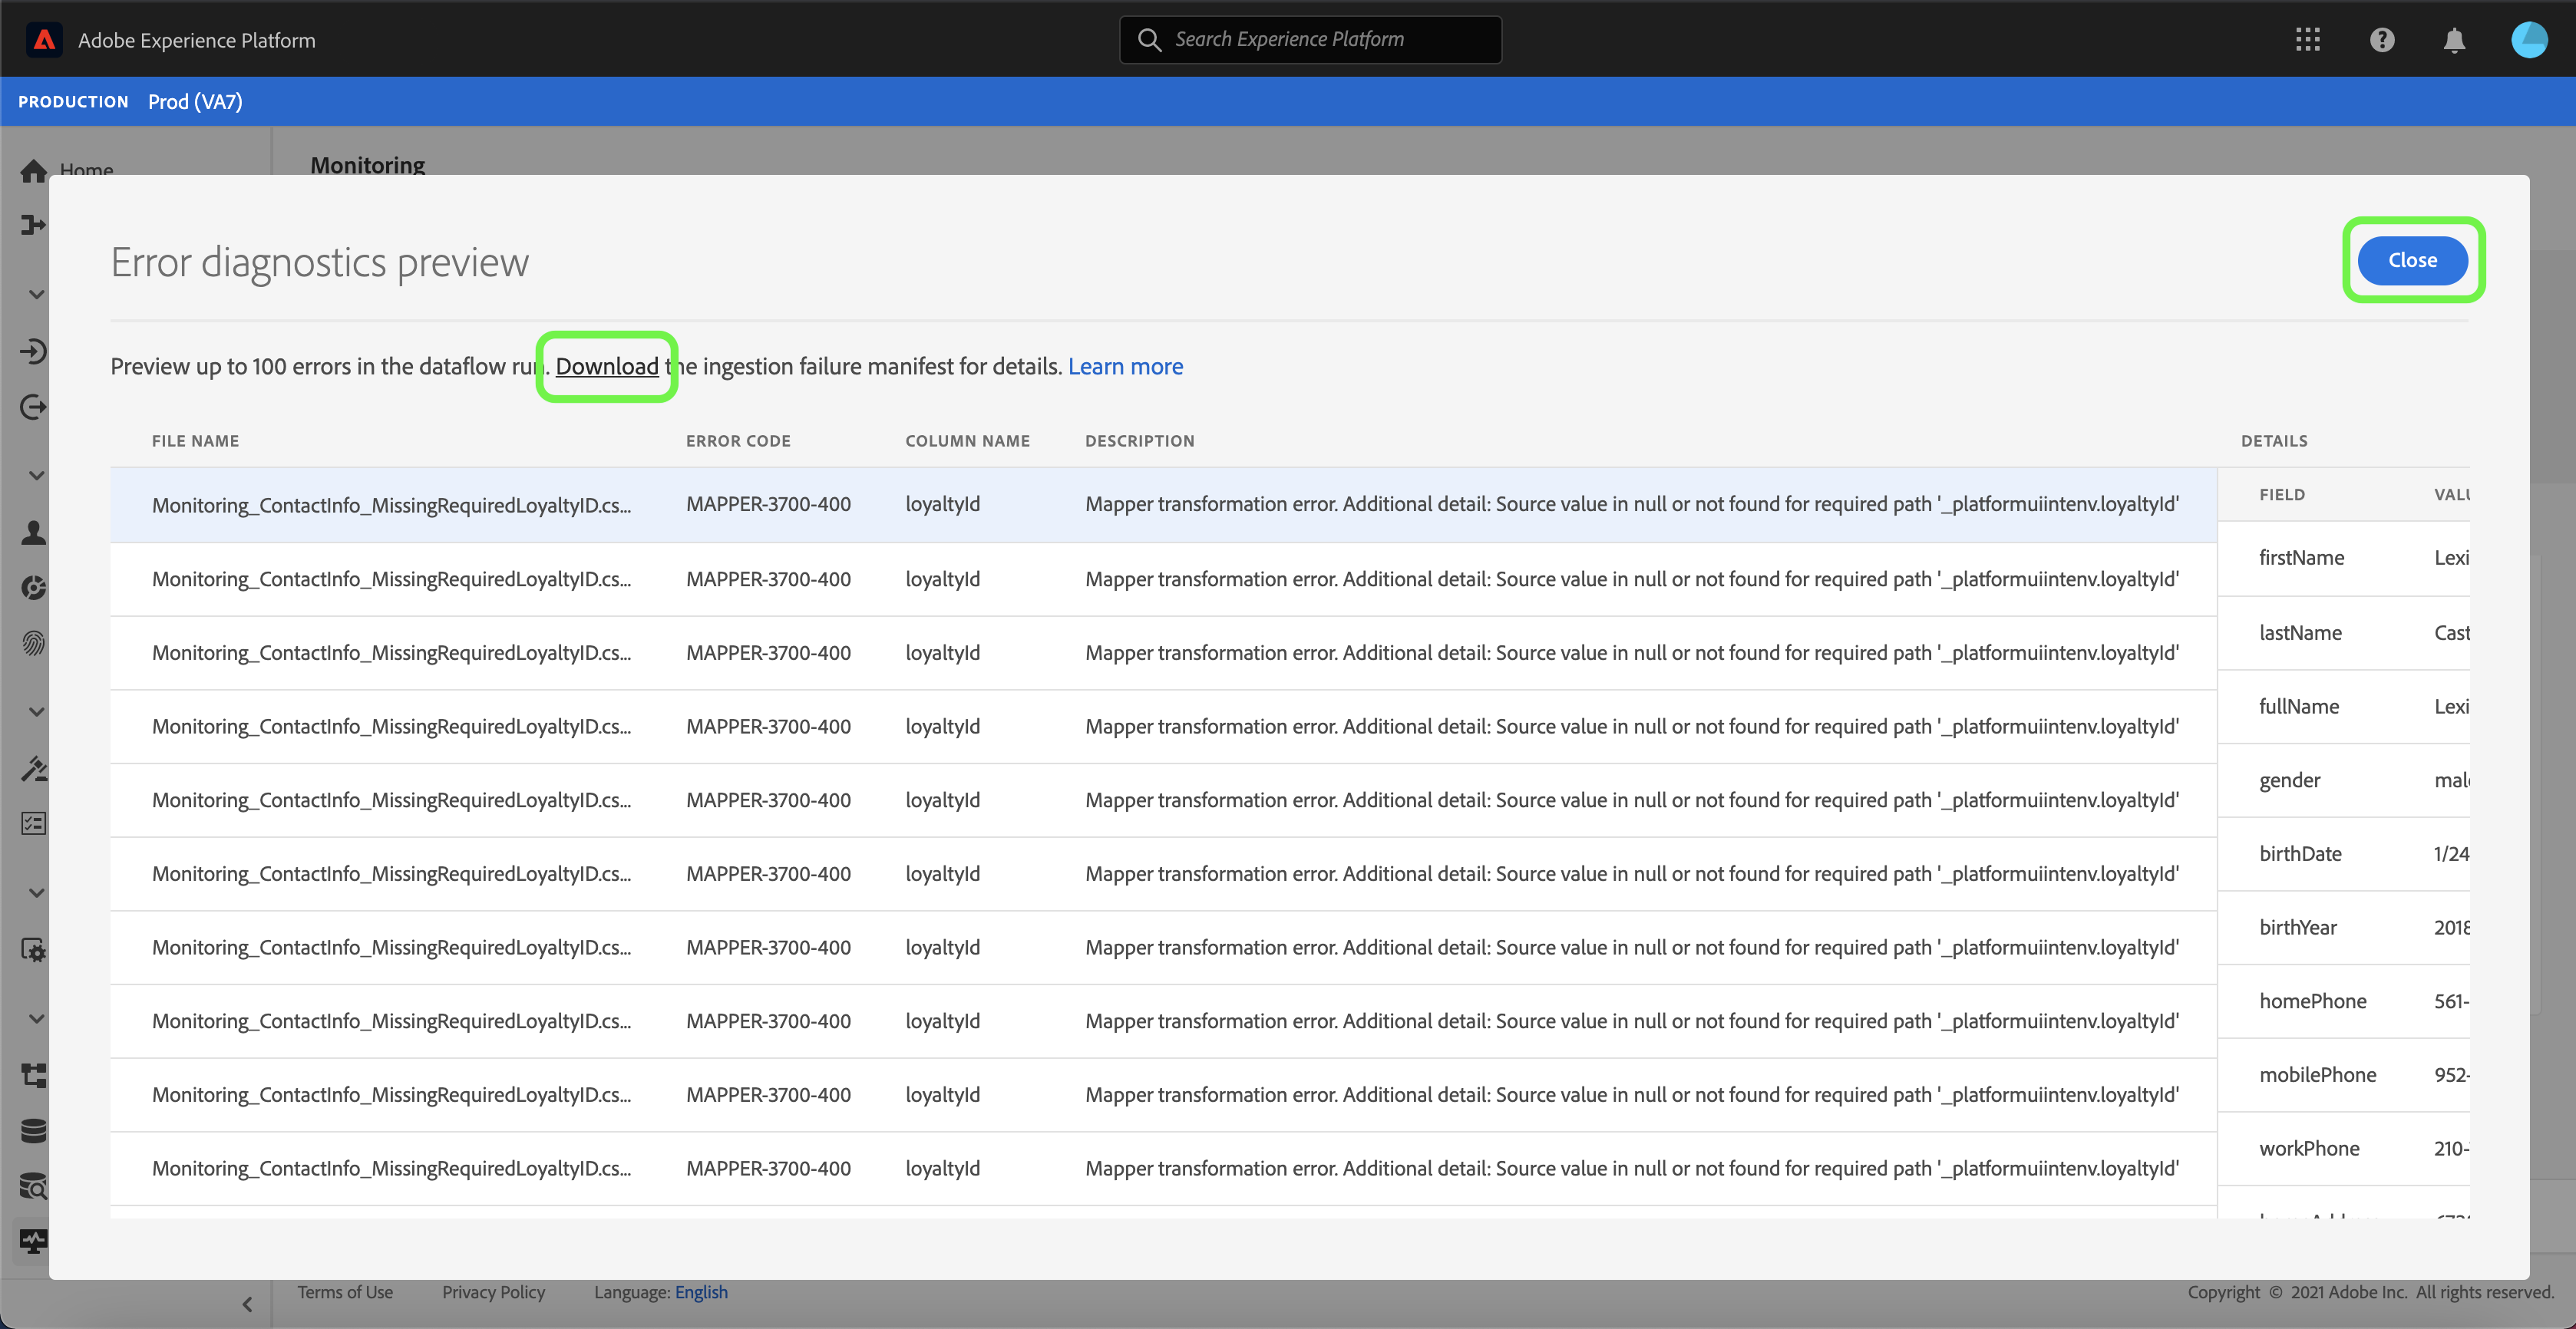 Adobe Experience Platform
Search Experience Platform
PRODUCTION Prod (VA7)
Home
Monitoring
Error diagnostics preview
Close
Preview up to 100 errors in the dataflow run. Download the ingestion failure manifest for details. Learn more
FILE NAME ERROR CODE COLUMN NAME DESCRIPTION DETAILS
FIELD
Monitoring_ContactInfo_MissingRequiredLoyaltyID.cs... MAPPER-3700-400 loyaltyId Mapper transformation error. Additional detail: Source value in null or not found for required path '_platformuiintenv.loyaltyId'
firstName Lexi
Monitoring_ContactInfo_MissingRequiredLoyaltyID.cs... MAPPER-3700-400 loyaltyId Mapper transformation error. Additional detail: Source value in null or not found for required path '_platformuiintenv.loyaltyId'
lastName Cast
Monitoring_ContactInfo_MissingRequiredLoyaltyID.cs... MAPPER-3700-400 loyaltyId Mapper transformation error. Additional detail: Source value in null or not found for required path '_platformuiintenv.loyaltyId'
fullName Lexi
Monitoring_ContactInfo_MissingRequiredLoyaltyID.cs... MAPPER-3700-400 loyaltyId Mapper transformation error. Additional detail: Source value in null or not found for required path '_platformuiintenv.loyaltyId'
gender
Monitoring_ContactInfo_MissingRequiredLoyaltyID.cs... MAPPER-3700-400 loyaltyId Mapper transformation error. Additional detail: Source value in null or not found for required path '_platformuiintenv.loyaltyId'
birthDate 1/24
Monitoring_ContactInfo_MissingRequiredLoyaltyID.cs... MAPPER-3700-400 loyaltyId Mapper transformation error. Additional detail: Source value in null or not found for required path '_platformuiintenv.loyaltyId'
birthYear 2018
Monitoring_ContactInfo_MissingRequiredLoyaltyID.cs... MAPPER-3700-400 loyaltyId Mapper transformation error. Additional detail: Source value in null or not found for required path '_platformuiintenv.loyaltyId'
homePhone 561-
Monitoring_ContactInfo_MissingRequiredLoyaltyID.cs... MAPPER-3700-400 loyaltyId Mapper transformation error. Additional detail: Source value in null or not found for required path '_platformuiintenv.loyaltyId'
mobilePhone 952-
Monitoring_ContactInfo_MissingRequiredLoyaltyID.cs... MAPPER-3700-400 loyaltyId Mapper transformation error. Additional detail: Source value in null or not found for required path '_platformuiintenv.loyaltyId'
workPhone 210-
Monitoring_ContactInfo_MissingRequiredLoyaltyID.cs... MAPPER-3700-400 loyaltyId Mapper transformation error. Additional detail: Source value in null or not found for required path '_platformuiintenv.loyaltyId'
Terms of Use Privacy Policy Language: English Copyright © 2021 Adobe Inc. All rights reserved.